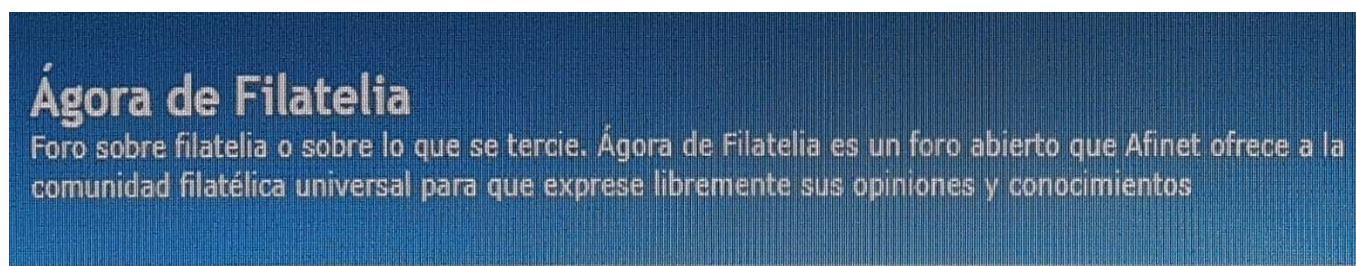 Ágora de Filatelia
Foro sobre filatelia o sobre lo que se tercie. Ágora de Filatelia es un foro abierto que Afinet ofrece a la
comunidad filatélica universal para que exprese libremente sus opiniones y conocimientos